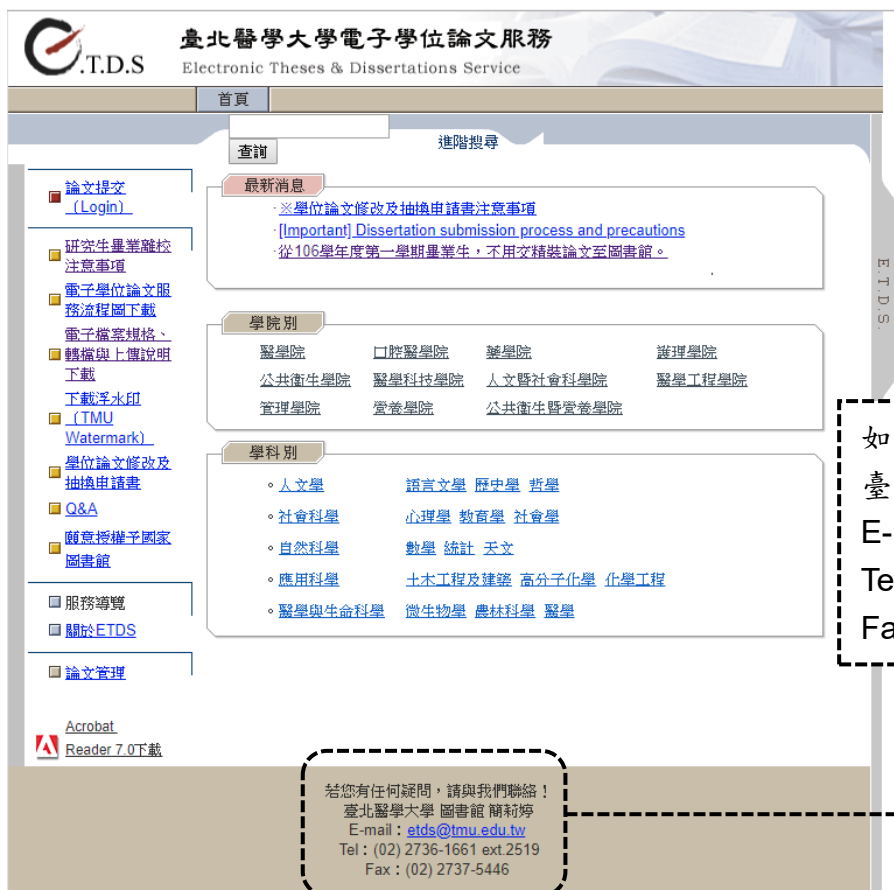 .T.D.S
臺北醫學大學電子學位論文服務
Electronic Theses & Dissertations Service
首頁
查詢
進階搜尋
論文提交
(Login)
研究生畢業離校
注意事項
電子學位論文服
務流程圖下載
電子檔案規格、
轉檔與上傳說明
下載
下載浮水印
(TMU
Watermark)
學位論文修改及
抽換申請書
Q&A
願意授權予國家
圖書館
服務導覽
關於ETDS
論文管理
Acrobat
Reader 7.0下載
最新消息
·※學位論文修改及抽換申請書注意事項
·[Important] Dissertation submission process and precautions
·從106學年度第一學期畢業生，不用交精裝論文至圖書館。
學院別
醫學院 口腔醫學院 藥學院 護理學院
公共衛生學院 醫學科技學院 人文暨社會科學院 醫學工程學院
管理學院 營養學院 公共衛生暨營養學院
學科別
人文學 語言文學 歷史學 哲學
社會科學 心理學 教育學 社會學
自然科學 數學 統計 天文
應用科學 土木工程及建築 高分子化學 化學工程
醫學與生命科學 微生物學 農林科學 醫學
E.T.D.S.
如
臺
E-
Te
Fa
若您有任何疑問，請與我們聯絡！
臺北醫學大學 圖書館 簡莉婷
E-mail：etds@tmu.edu.tw
Tel：(02) 2736-1661 ext.2519
Fax：(02) 2737-5446